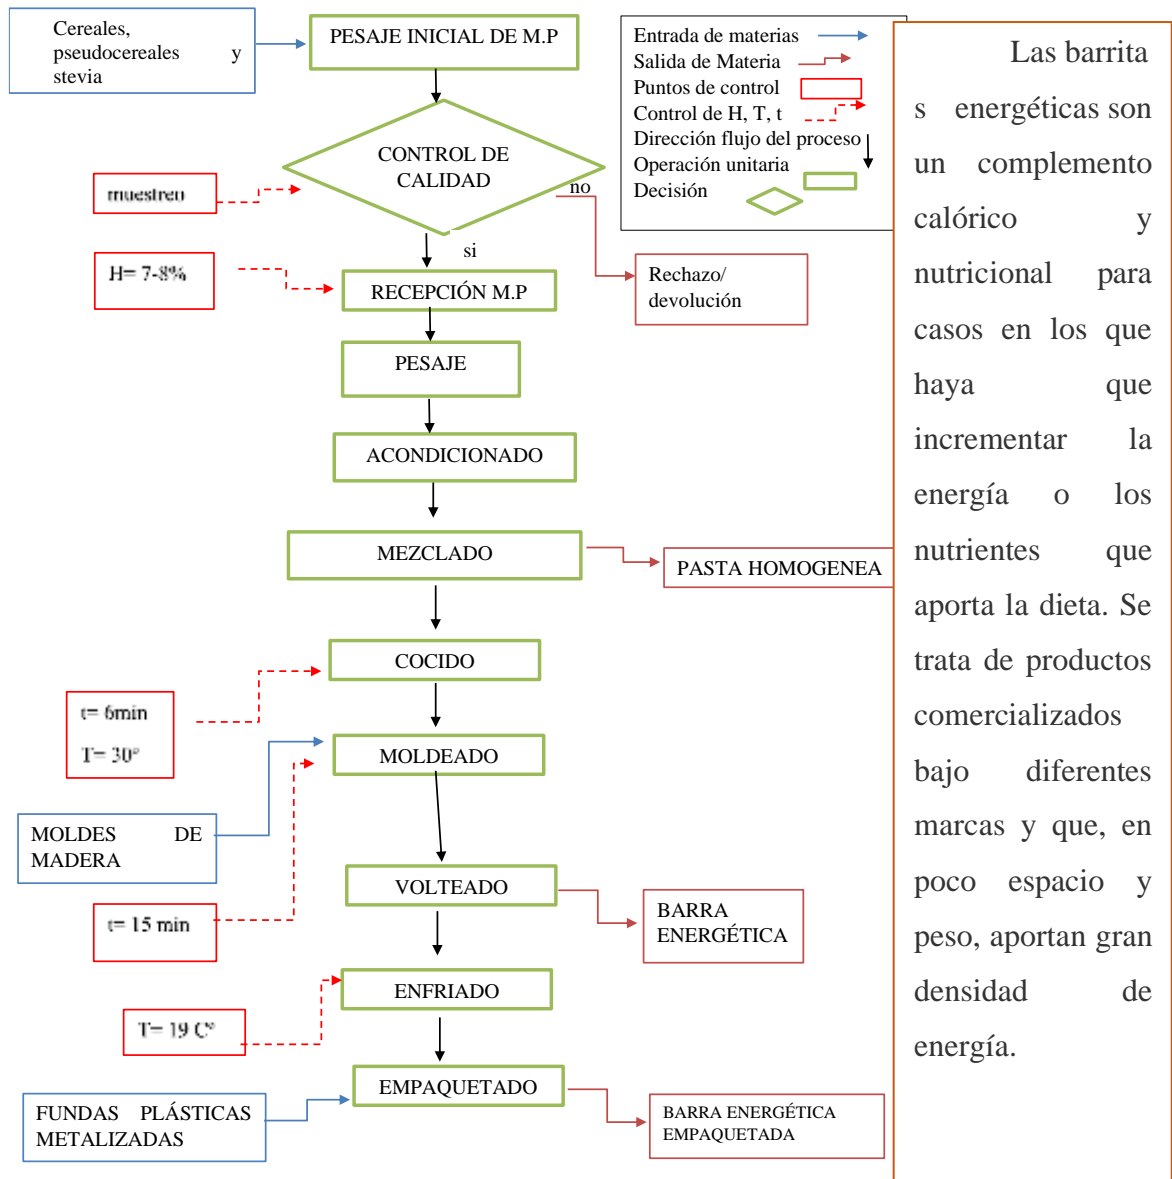 Cereales,
pseudocereales y
stevia
PESAJE INICIAL DE M.P
Entrada de materias
Salida de Materia
Puntos de control
Control de H, T, t
Dirección flujo del proceso
Operación unitaria
Decisión
CONTROL DE
CALIDAD
no
muestreo
si
H= 7-8%
RECEPCIÓN M.P
Rechazo/
devolución
PESAJE
ACONDICIONADO
MEZCLADO
PASTA HOMOGENEA
COCIDO
t= 6min
T= 30°
MOLDEADO
MOLDES DE
MADERA
VOLTEADO
BARRA
ENERGÉTICA
t= 15 min
ENFRIADO
T= 19 C°
EMPAQUETADO
FUNDAS PLÁSTICAS
METALIZADAS
BARRA ENERGÉTICA
EMPAQUETADA
Las barrita
s energéticas son
un complemento
calórico y
nutricional para
casos en los que
haya que
incrementar la
energía o los
nutrientes que
aporta la dieta. Se
trata de productos
comercializados
bajo diferentes
marcas y que, en
poco espacio y
peso, aportan gran
densidad de
energía.